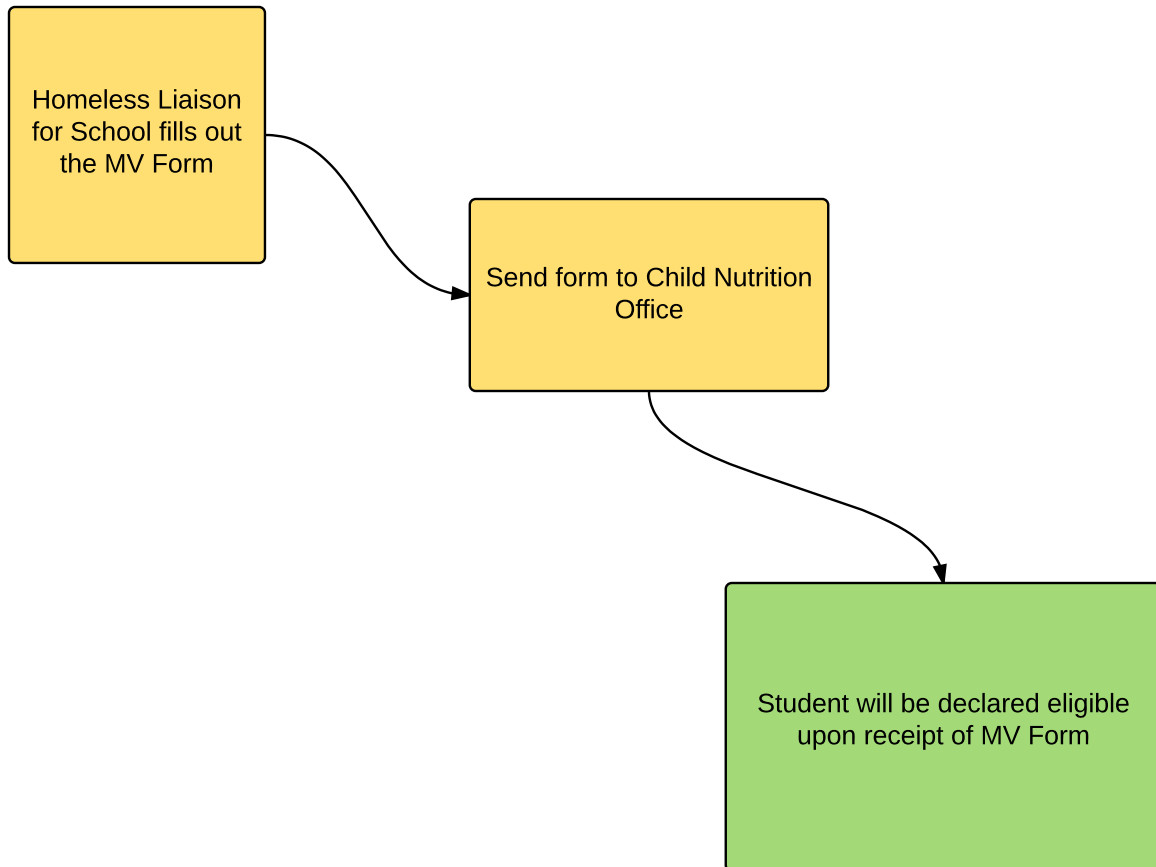 Homeless Liaison
for School fills out
the MV Form
Send form to Child Nutrition
Office
Student will be declared eligible
upon receipt of MV Form